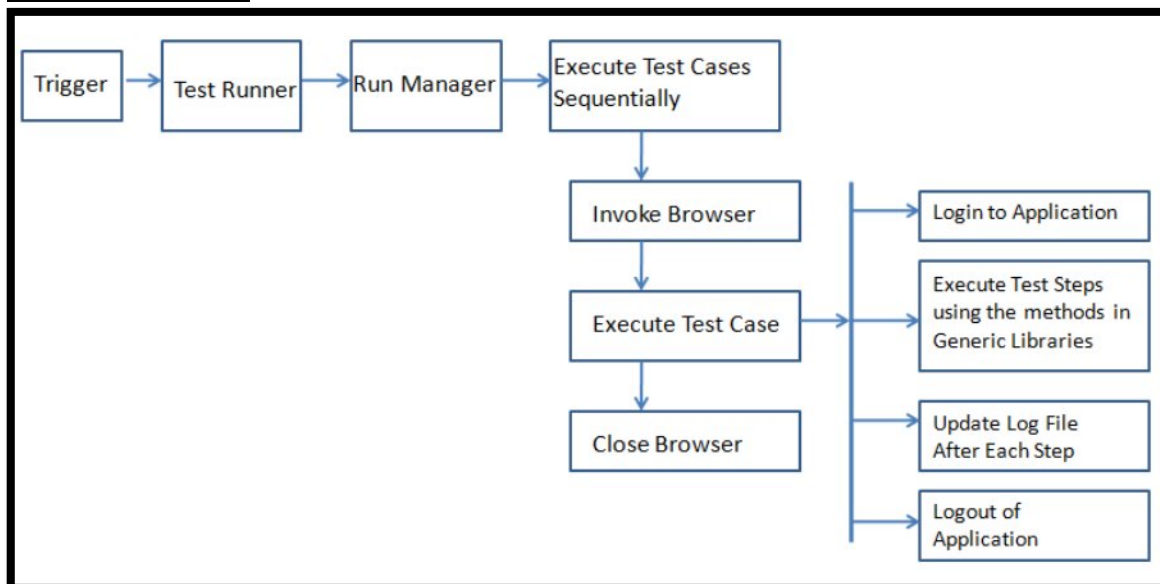 Trigger
Test Runner
Run Manager
Execute Test Cases
Sequentially
Invoke Browser
Execute Test Case
Close Browser
Login to Application
Execute Test Steps
using the methods in
Generic Libraries
Update Log File
After Each Step
Logout of
Application